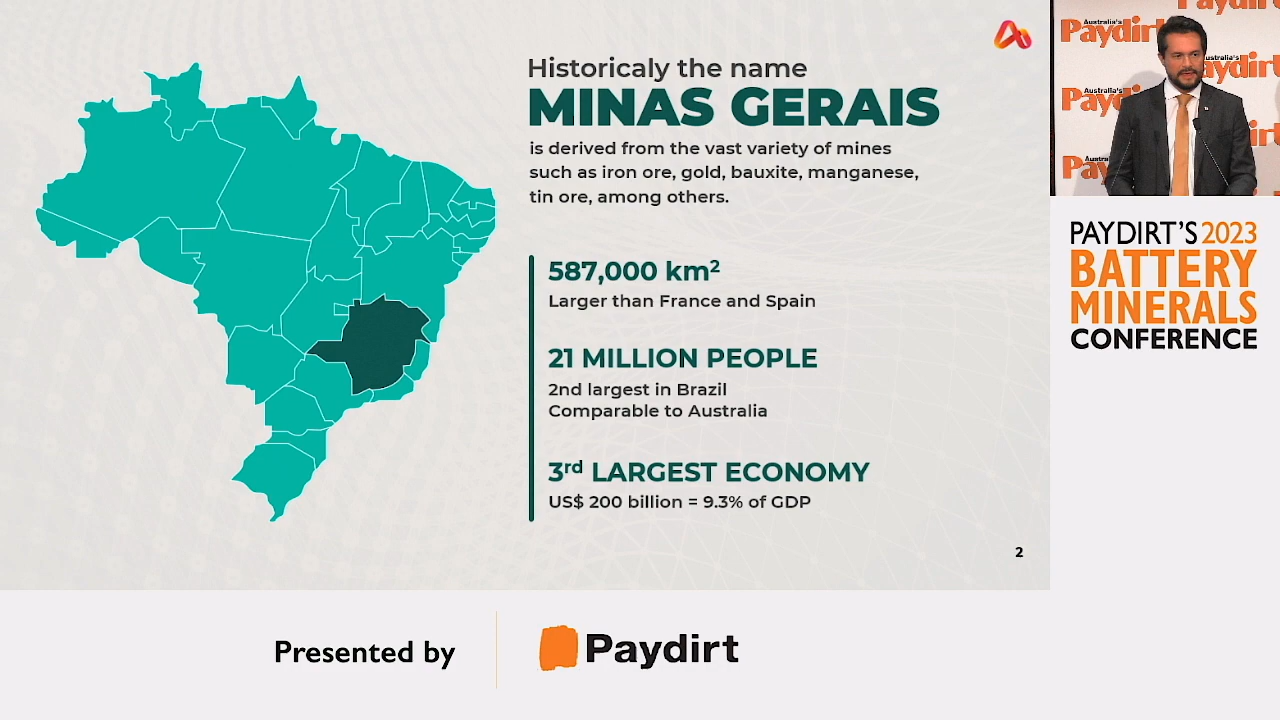 Historicaly the name
MINAS GERAIS
is derived from the vast variety of mines
such as iron ore, gold, bauxite, manganese,
tin ore, among others.
587,000 km²
Larger than France and Spain
21 MILLION PEOPLE
2nd largest in Brazil
Comparable to Australia
3rd LARGEST ECONOMY
US$ 200 billion = 9.3% of GDP
2
Australia's
Paydirt
PAYDIRT'S 2023
BATTERY
MINERALS
CONFERENCE
Presented by
Paydirt